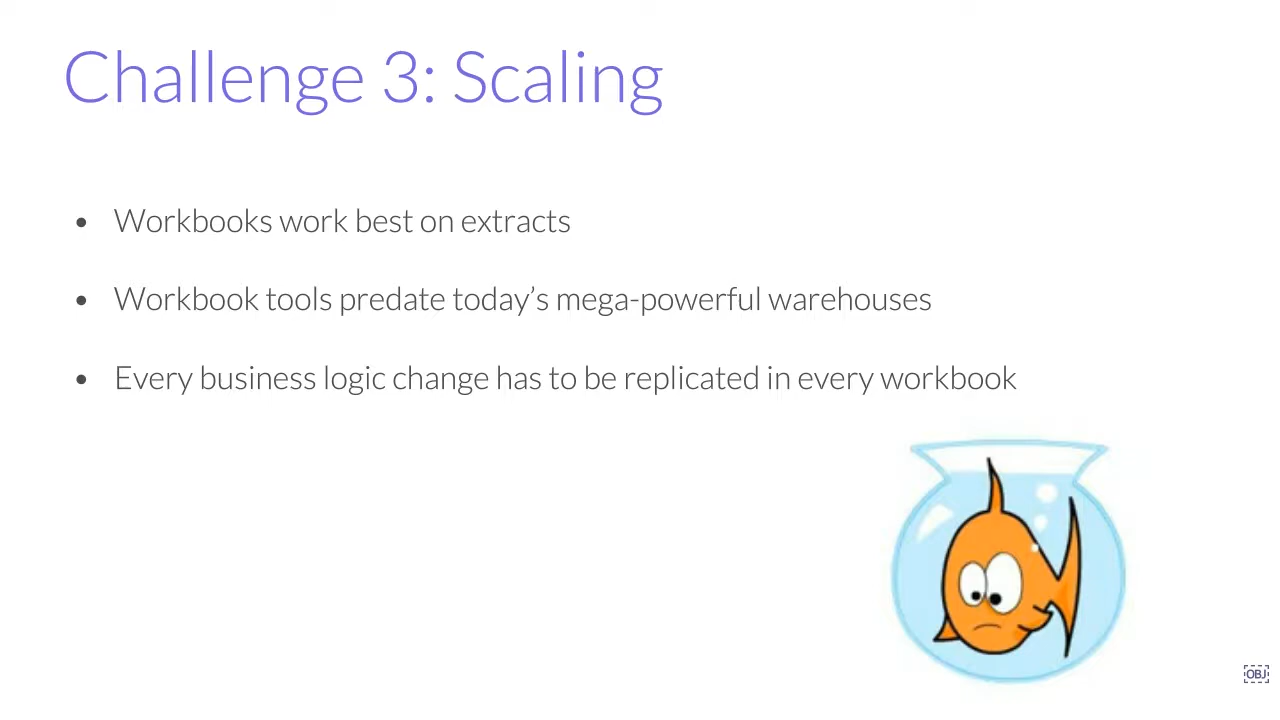 Challenge 3: Scaling
• Workbooks work best on extracts
• Workbook tools predate today’s mega-powerful warehouses
• Every business logic change has to be replicated in every workbook
OBJ